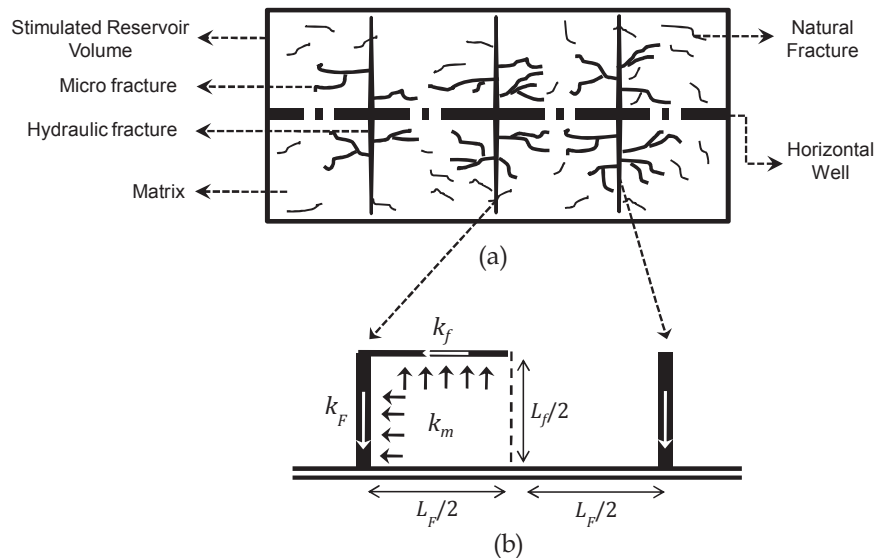 Stimulated Reservoir
Volume
Natural
Fracture
Micro fracture
Hydraulic fracture
Horizontal
Well
Matrix
(a)
k_f
k_F
k_m
L_f/2
L_F/2
L_F/2
(b)